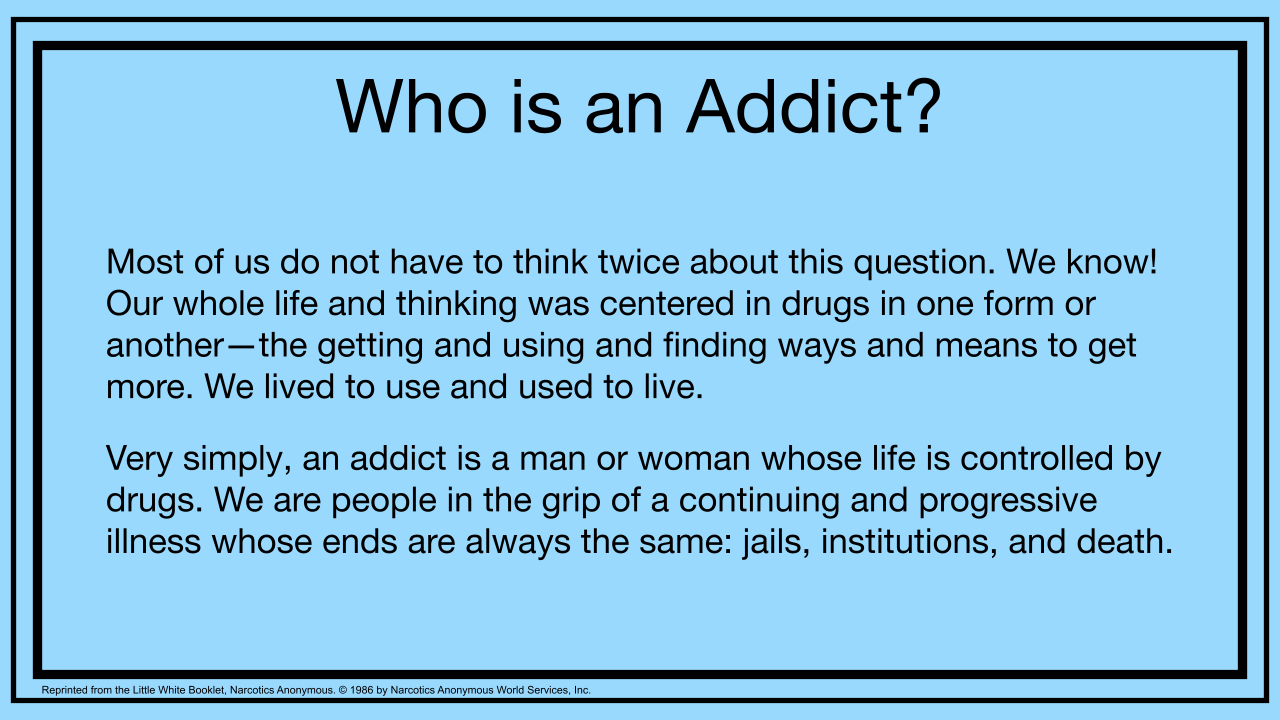 Who is an Addict?
Most of us do not have to think twice about this question. We know!
Our whole life and thinking was centered in drugs in one form or
another—the getting and using and finding ways and means to get
more. We lived to use and used to live.
Very simply, an addict is a man or woman whose life is controlled by
drugs. We are people in the grip of a continuing and progressive
illness whose ends are always the same: jails, institutions, and death.
Reprinted from the Little White Booklet, Narcotics Anonymous. © 1986 by Narcotics Anonymous World Services, Inc.